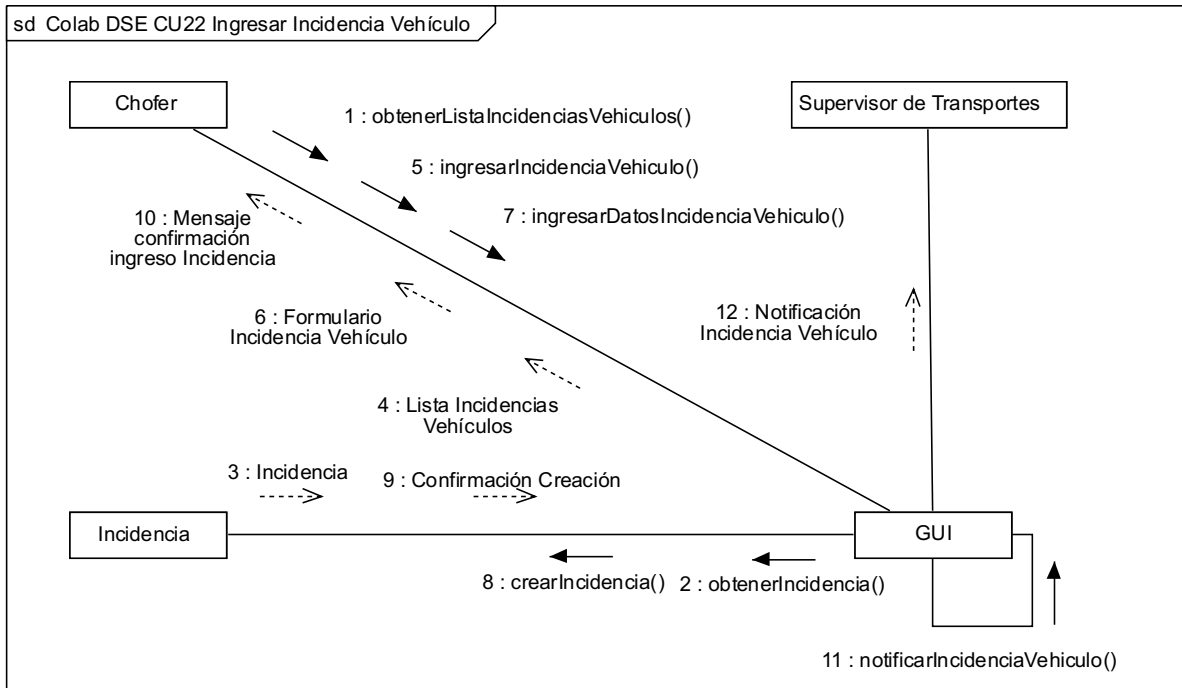 sd Colab DSE CU22 Ingresar Incidencia Vehículo
Chofer
Supervisor de Transportes
1 : obtenerListaIncidenciasVehiculos()
5 : ingresarIncidenciaVehiculo()
7 : ingresarDatosIncidenciaVehiculo()
10 : Mensaje
confirmación
ingreso Incidencia
6 : Formulario
Incidencia Vehículo
12 : Notificación
Incidencia Vehículo
4 : Lista Incidencias
Vehículos
3 : Incidencia
9 : Confirmación Creación
Incidencia
GUI
8 : crearIncidencia()
2 : obtenerIncidencia()
11 : notificarIncidenciaVehiculo()